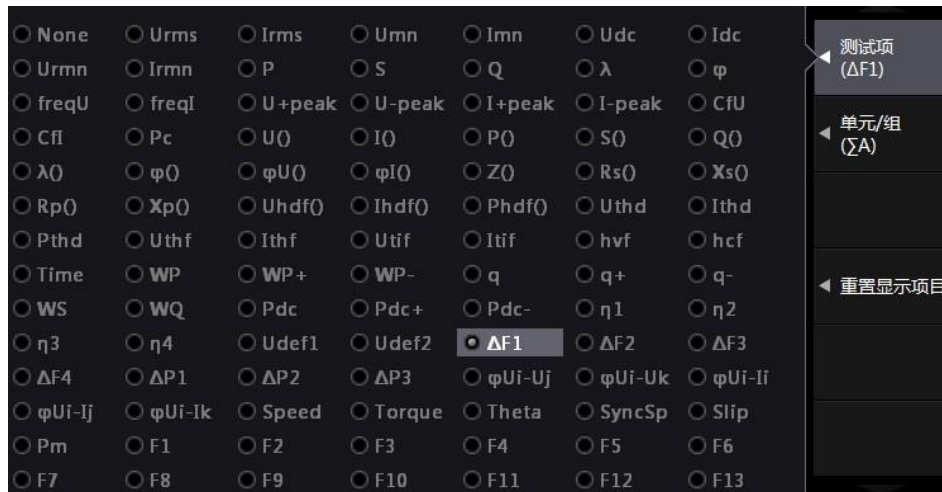 None Urms Irms Umn Imn Udc Idc
Urmn Irmn P S Q λ φ
freqU freqI U+peak U-peak I+peak I-peak CfU
CfI Pc U() I() P() S() Q()
λ() φ() φU() φI() Z() Rs() Xs()
Rp() Xp() Uhdf() Ihdf() Phdf() Uthd Ithd
Pthd Uthf Ithf Utif Itif hvf hcf
Time WP WP+ WP- q q+ q-
WS WQ Pdc Pdc+ Pdc- η1 η2
η3 η4 Udef1 Udef2 ΔF1 ΔF2 ΔF3
ΔF4 ΔP1 ΔP2 ΔP3 φUi-Uj φUi-Uk φUi-Ii
φUi-Ij φUi-Ik Speed Torque Theta SyncSp Slip
Pm F1 F2 F3 F4 F5 F6
F7 F8 F9 F10 F11 F12 F13
测试项
(ΔF1)
单元/组
(∑A)
重置显示项目